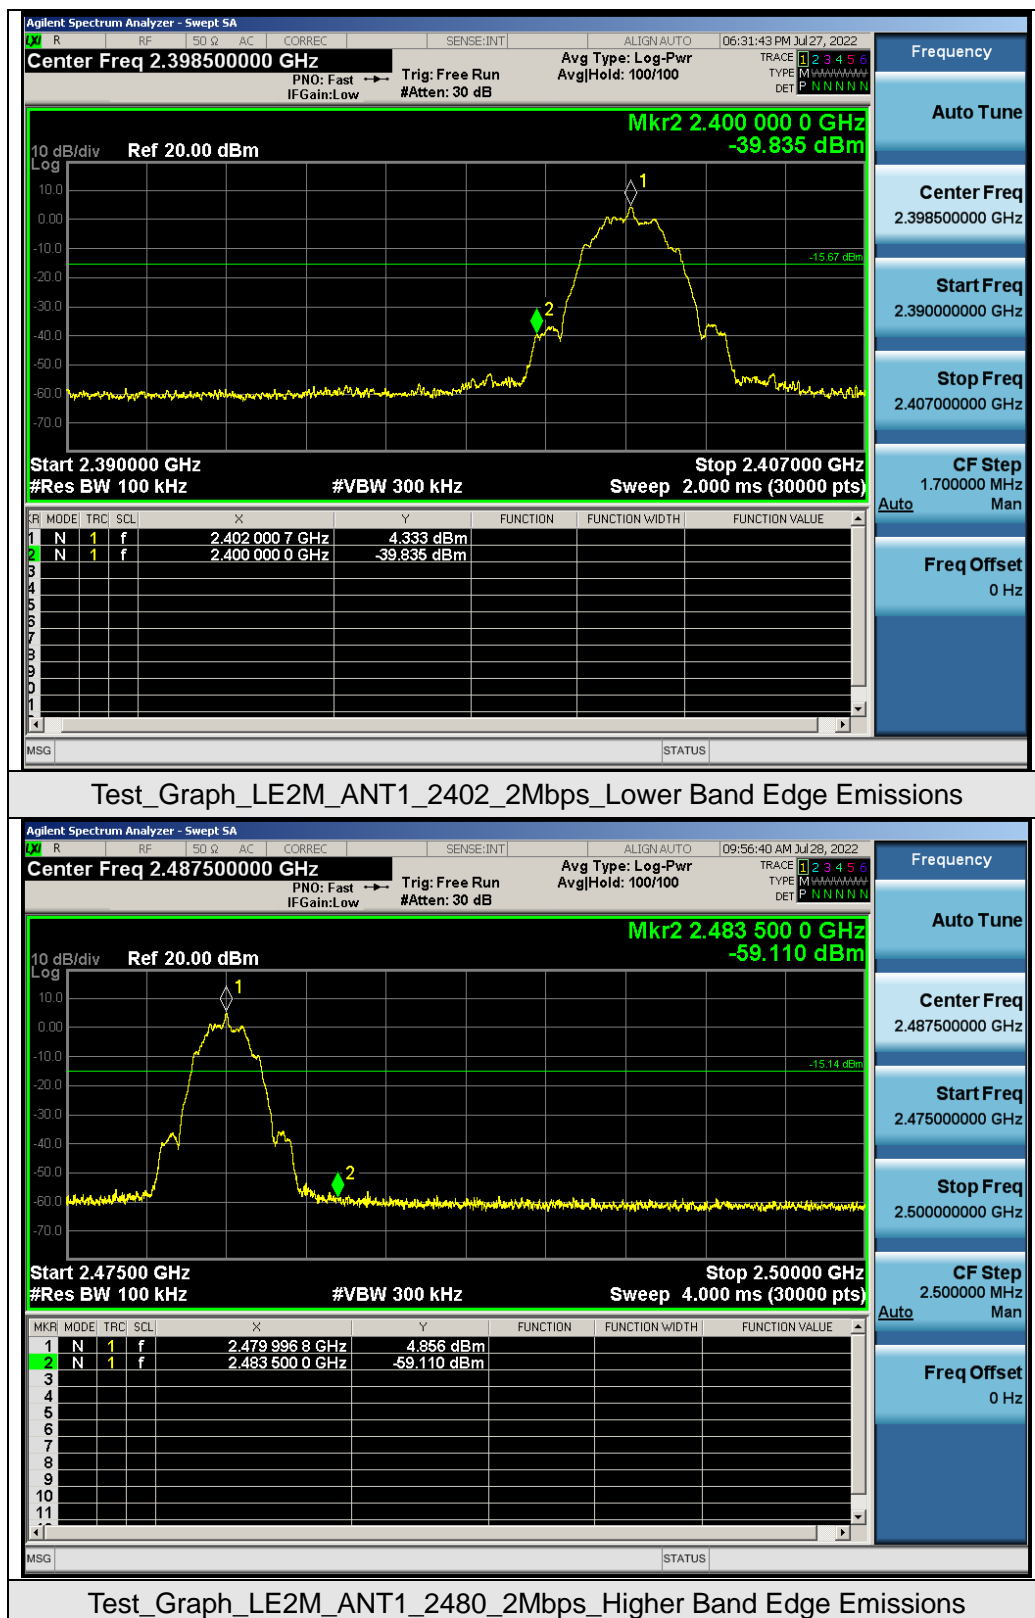 Agilent Spectrum Analyzer - Swept SA
LXI R RF 50 Ω AC CORREC SENSE:INT ALIGN AUTO 06:31:43 PM Jul 27, 2022
Center Freq 2.398500000 GHz
PNO: Fast Trig: Free Run
IFGain:Low #Atten: 30 dB
Avg Type: Log-Pwr
Avg|Hold: 100/100
TRACE 1 2 3 4 5 6
TYPE M
DET P N N N N N
Frequency
Mkr2 2.400 000 0 GHz
-39.835 dBm
10 dB/div Ref 20.00 dBm
Log
10.0
0.00
-10.0
-20.0
-30.0
-40.0
-50.0
-60.0
-70.0
1
2
-15.67 dBm
Start 2.390000 GHz Stop 2.407000 GHz
#Res BW 100 kHz #VBW 300 kHz Sweep 2.000 ms (30000 pts)
MODE TRC SCL X Y FUNCTION FUNCTION WIDTH FUNCTION VALUE
1 N 1 f 2.402 000 7 GHz 4.333 dBm
2 N 1 f 2.400 000 0 GHz -39.835 dBm
3
4
5
6
7
8
9
0
1
MSG STATUS
Auto Tune
Center Freq
2.398500000 GHz
Start Freq
2.390000000 GHz
Stop Freq
2.407000000 GHz
CF Step
1.700000 MHz
Auto Man
Freq Offset
0 Hz
Test_Graph_LE2M_ANT1_2402_2Mbps_Lower Band Edge Emissions
Agilent Spectrum Analyzer - Swept SA
LXI R RF 50 Ω AC CORREC SENSE:INT ALIGN AUTO 09:56:40 AM Jul 28, 2022
Center Freq 2.487500000 GHz
PNO: Fast Trig: Free Run
IFGain:Low #Atten: 30 dB
Avg Type: Log-Pwr
Avg|Hold: 100/100
TRACE 1 2 3 4 5 6
TYPE M
DET P N N N N N
Frequency
Mkr2 2.483 500 0 GHz
-59.110 dBm
10 dB/div Ref 20.00 dBm
Log
10.0
0.00
-10.0
-20.0
-30.0
-40.0
-50.0
-60.0
-70.0
1
2
-15.14 dBm
Start 2.47500 GHz Stop 2.50000 GHz
#Res BW 100 kHz #VBW 300 kHz Sweep 4.000 ms (30000 pts)
MKR MODE TRC SCL X Y FUNCTION FUNCTION WIDTH FUNCTION VALUE
1 N 1 f 2.479 996 8 GHz 4.856 dBm
2 N 1 f 2.483 500 0 GHz -59.110 dBm
3
4
5
6
7
8
9
10
11
MSG STATUS
Auto Tune
Center Freq
2.487500000 GHz
Start Freq
2.475000000 GHz
Stop Freq
2.500000000 GHz
CF Step
2.500000 MHz
Auto Man
Freq Offset
0 Hz
Test_Graph_LE2M_ANT1_2480_2Mbps_Higher Band Edge Emissions